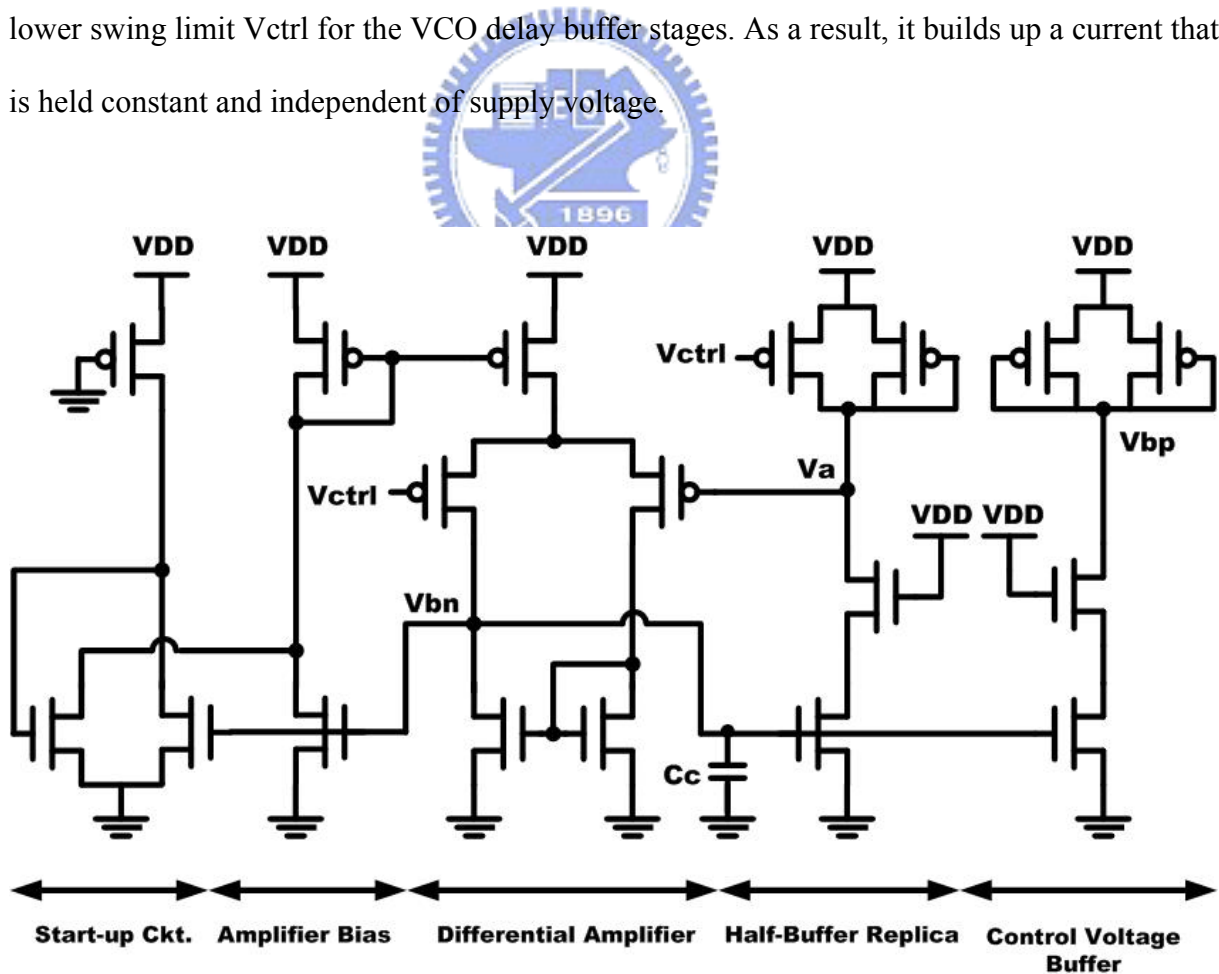 lower swing limit Vctrl for the VCO delay buffer stages. As a result, it builds up a current that
is held constant and independent of supply voltage.
1896
VDD VDD VDD VDD VDD
Vctrl
Vbp
Vctrl
Va
VDD VDD
Vbn
Cc
Start-up Ckt. Amplifier Bias Differential Amplifier Half-Buffer Replica Control Voltage
Buffer